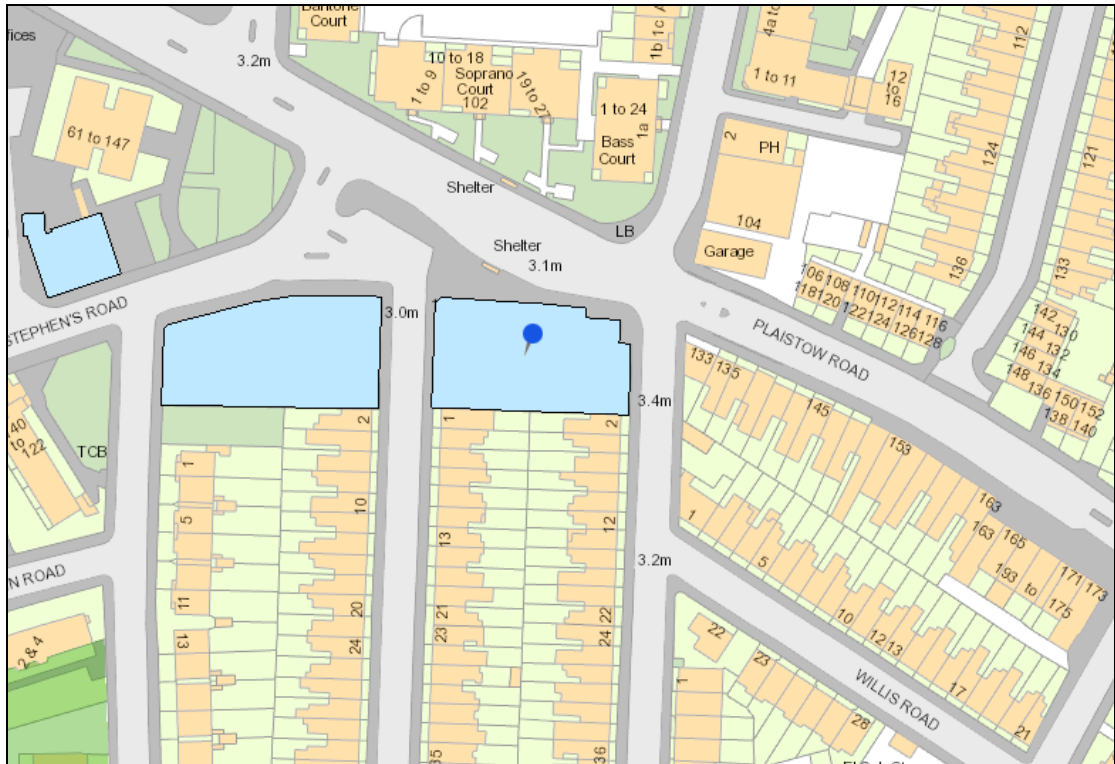 Court
fices
3.2m
10 to 18
Soprano
Court
102
1 to 9
19 to 27
1b 1c
1 to 24
Bass
Court
1a
4a to
1 to 11
12
to
16
112
2
PH
124
121
61 to 147
Shelter
LB
104
Garage
136
133
Shelter
3.1m
STEPHEN'S ROAD
3.0m
106 108 110 112 114 116
118 120 122 124 126 128
142 130
144 132
146 134
148 136 150 152
138 140
PLAISTOW ROAD
133 135
145
153
163
3.4m
140
to
122
TCB
1
5
11
13
2
10
20
24
1
13
21
23
35
2
12
22
24
36
3.2m
1
5
10
12 13
17
21
163 165
193 to 175
171 173
N ROAD
2 & 4
22
23
28
1
WILLIS ROAD